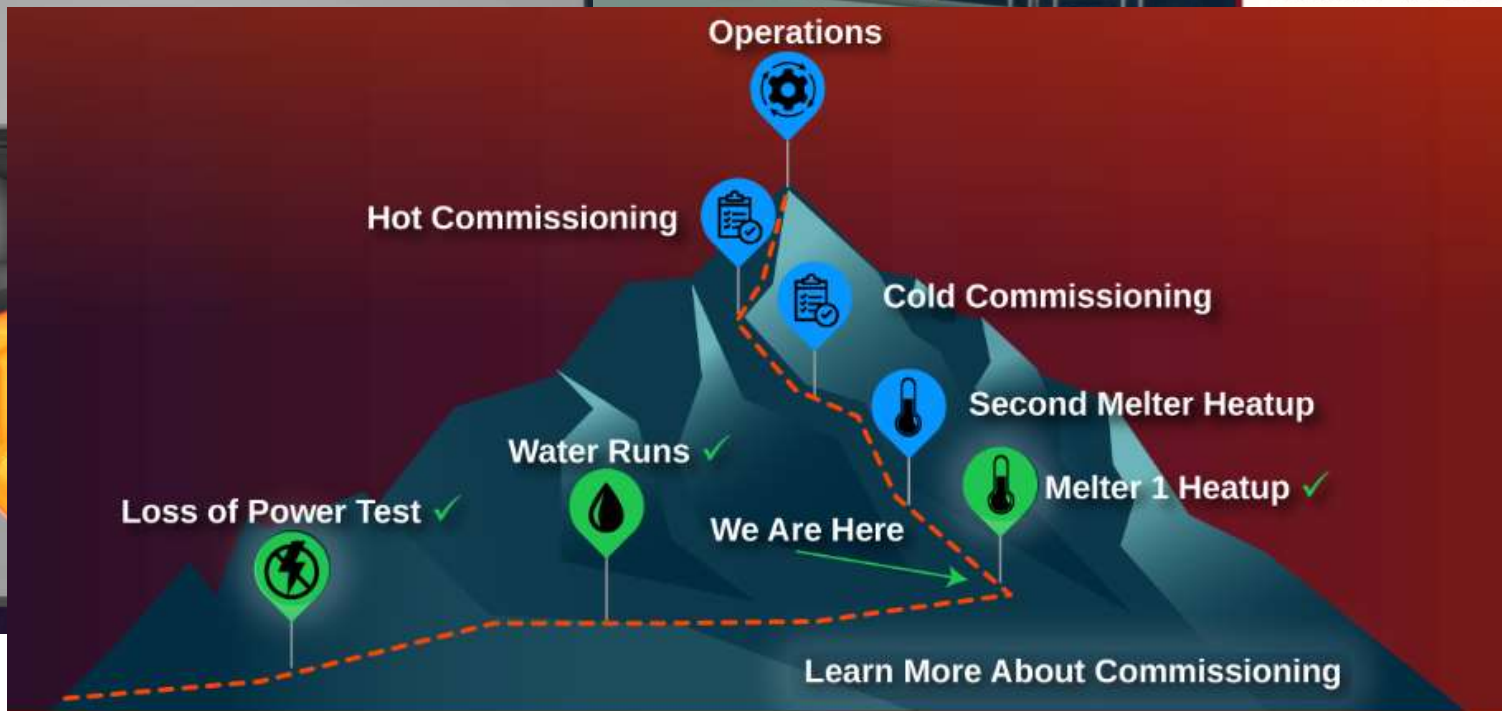 Operations
Hot Commissioning
Cold Commissioning
Second Melter Heatup
Water Runs ✓
Melter 1 Heatup ✓
Loss of Power Test ✓
We Are Here
Learn More About Commissioning